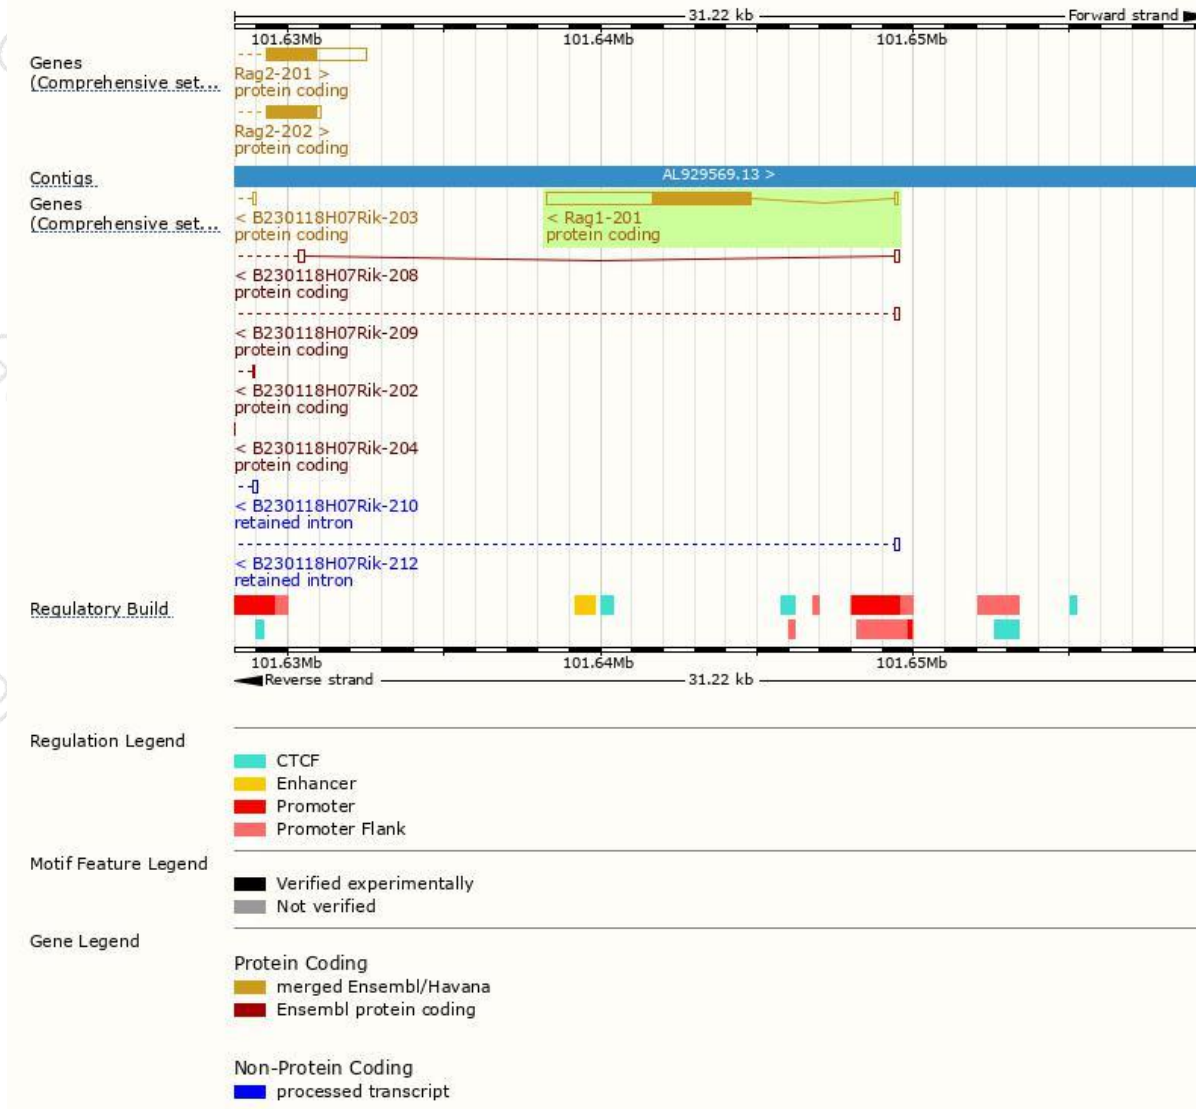 31.22 kb
Forward strand
101.63Mb 101.64Mb 101.65Mb
Genes
(Comprehensive set...
Rag2-201 >
protein coding
Rag2-202 >
protein coding
Contigs
AL929569.13 >
Genes
(Comprehensive set...
< B230118H07Rik-203
protein coding
< Rag1-201
protein coding
< B230118H07Rik-208
protein coding
< B230118H07Rik-209
protein coding
< B230118H07Rik-202
protein coding
< B230118H07Rik-204
protein coding
< B230118H07Rik-210
retained intron
< B230118H07Rik-212
retained intron
Regulatory Build
101.63Mb 101.64Mb 101.65Mb
Reverse strand
31.22 kb
Regulation Legend
CTCF
Enhancer
Promoter
Promoter Flank
Motif Feature Legend
Verified experimentally
Not verified
Gene Legend
Protein Coding
merged Ensembl/Havana
Ensembl protein coding
Non-Protein Coding
processed transcript